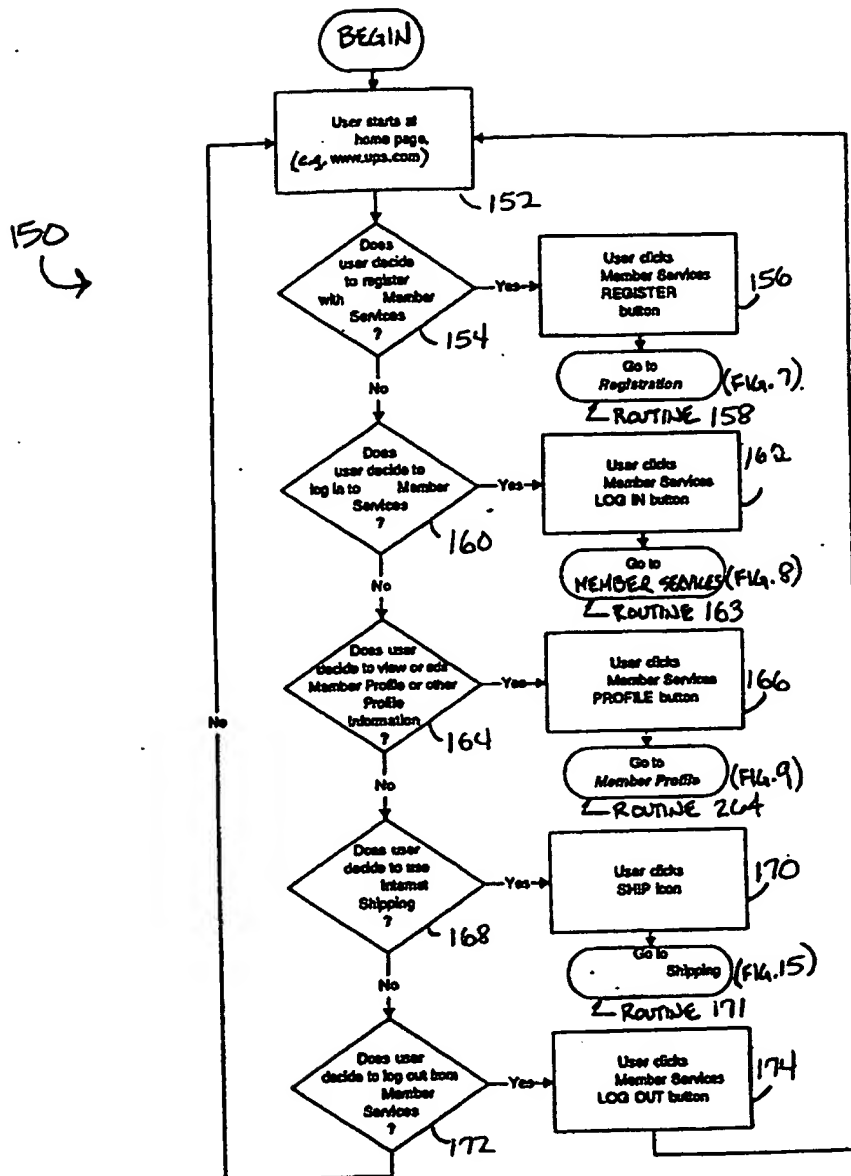 BEGIN
User starts at
home page,
(e.g. www.ups.com)
152
150
Does
user decide
to register
with Member
Services
?
154
Yes
User clicks
Member Services
REGISTER
button
156
Go to
Registration
(FIG. 7).
ROUTINE 158
No
Does
user decide to
log in to Member
Services
?
160
Yes
User clicks
Member Services
LOG IN button
162
Go to
MEMBER SERVICES
(FIG. 8)
ROUTINE 163
No
Does user
decide to view or edit
Member Profile or other
Profile
Information
?
164
Yes
User clicks
Member Services
PROFILE button
166
Go to
Member Profile
(FIG. 9)
ROUTINE 264
No
No
Does user
decide to use
Internet
Shipping
?
168
Yes
User clicks
SHIP icon
170
Go to
Shipping
(FIG. 15)
ROUTINE 171
No
Does user
decide to log out from
Member
Services
?
172
Yes
User clicks
Member Services
LOG OUT button
174